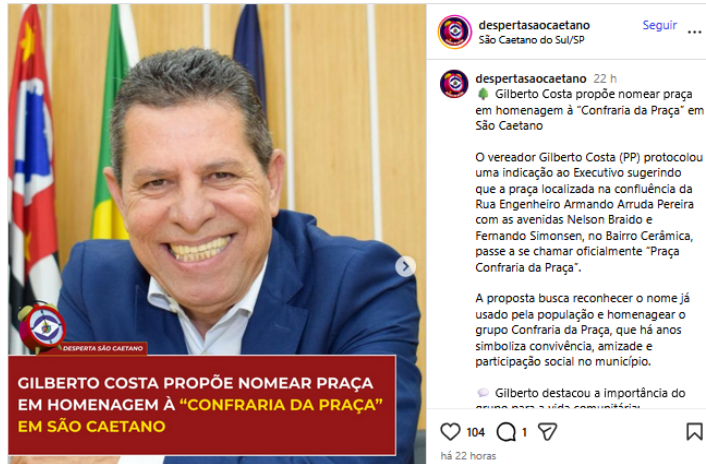 DESPERTA SÃO CAETANO
GILBERTO COSTA PROPÕE NOMEAR PRAÇA
EM HOMENAGEM À “CONFRARIA DA PRAÇA”
EM SÃO CAETANO
despertasaocaetano
Seguir
São Caetano do Sul/SP
despertasaocaetano 22 h
Gilberto Costa propõe nomear praça
em homenagem à “Confraria da Praça” em
São Caetano
O vereador Gilberto Costa (PP) protocolou
uma indicação ao Executivo sugerindo
que a praça localizada na confluência da
Rua Engenheiro Armando Arruda Pereira
com as avenidas Nelson Braido e
Fernando Simonsen, no Bairro Cerâmica,
passe a se chamar oficialmente “Praça
Confraria da Praça”.
A proposta busca reconhecer o nome já
usado pela população e homenagear o
grupo Confraria da Praça, que há anos
simboliza convivência, amizade e
participação social no município.
Gilberto destacou a importância do
grupo para a vida comunitária:
104
1
há 22 horas